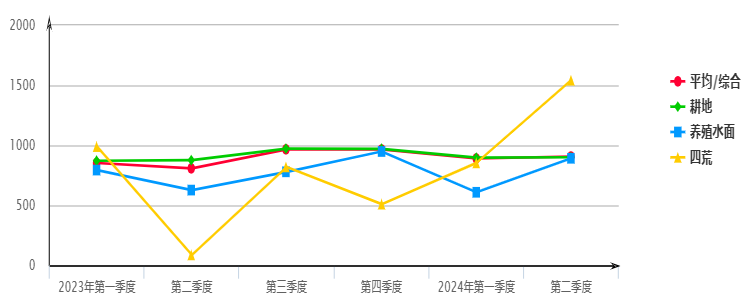 2000
1500
1000
500
0
2023年第一季度 第二季度 第三季度 第四季度 2024年第一季度 第二季度
平均/综合
耕地
养殖水面
四荒